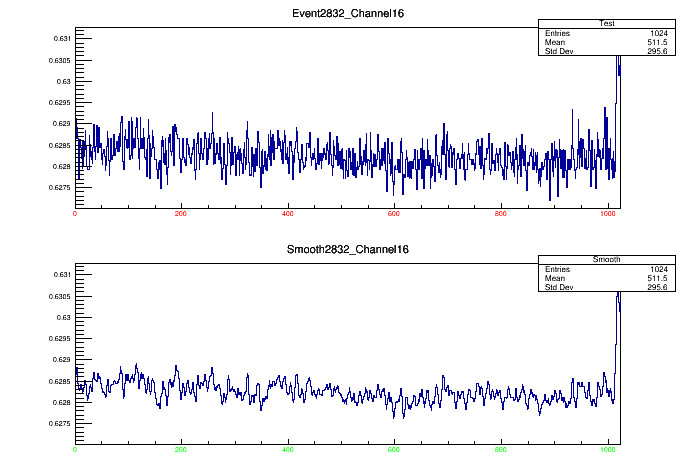 Event2832_Channel16
Test
Entries 1024
Mean 511.5
Std Dev 295.6
0.631
0.6305
0.63
0.6295
0.629
0.6285
0.628
0.6275
0 200 400 600 800 1000
Smooth2832_Channel16
Smooth
Entries 1024
Mean 511.5
Std Dev 295.6
0.631
0.6305
0.63
0.6295
0.629
0.6285
0.628
0.6275
0 200 400 600 800 1000